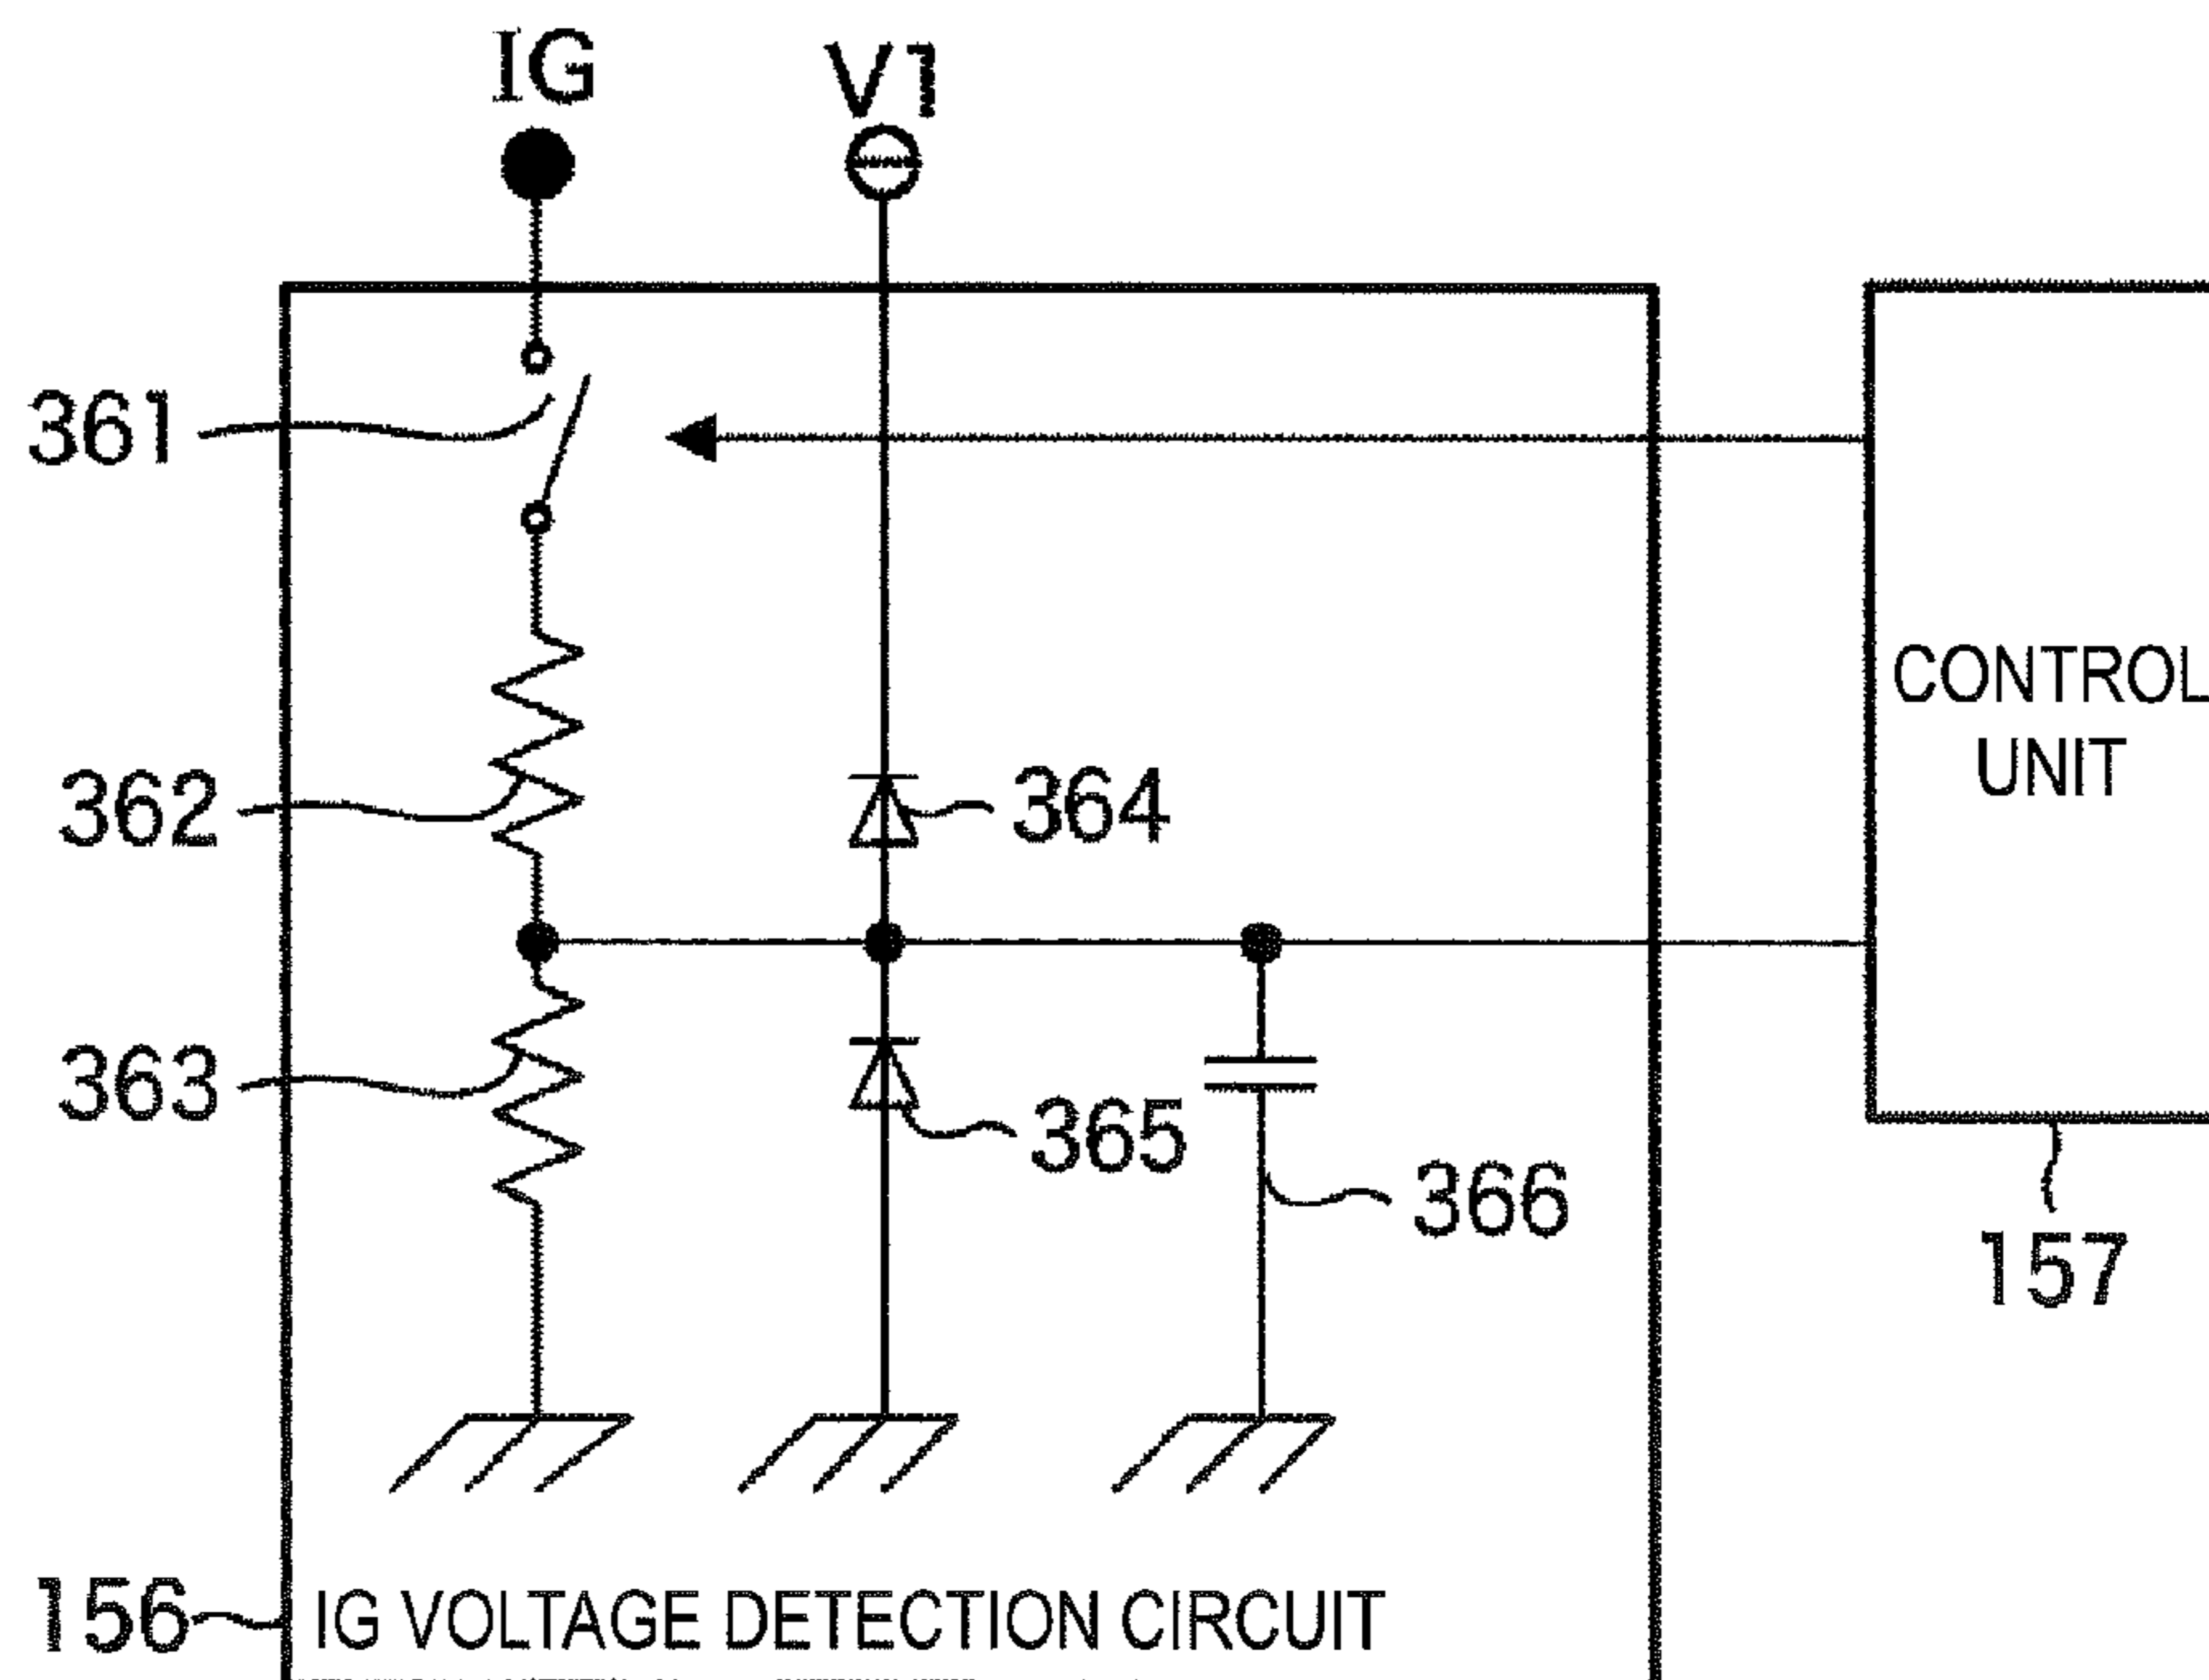 IG
V1
361
CONTROL
UNIT
362
364
363
365
366
157
156
IG VOLTAGE DETECTION CIRCUIT